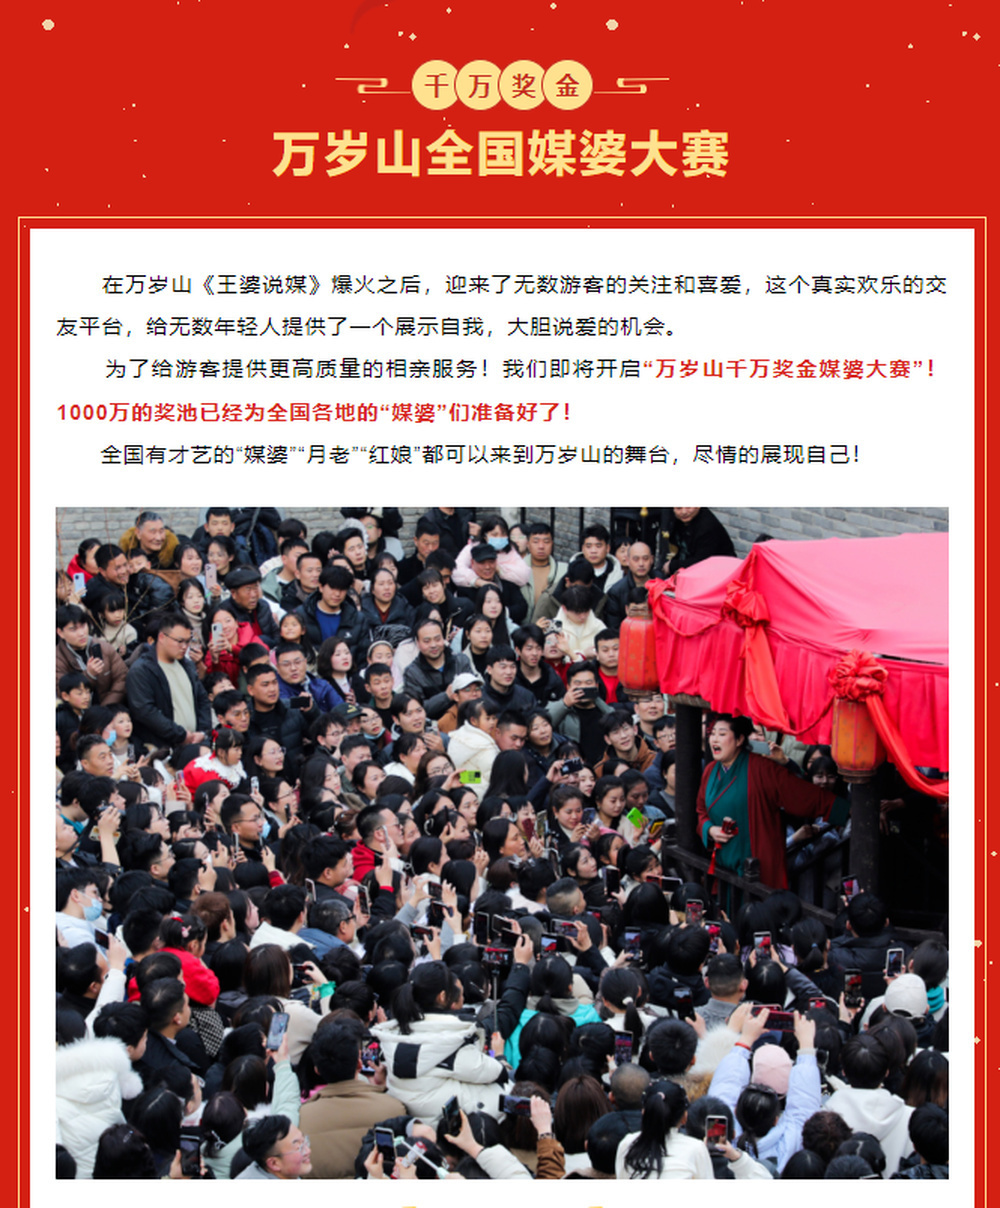 千万奖金
万岁山全国媒婆大赛
在万岁山《王婆说媒》爆火之后，迎来了无数游客的关注和喜爱，这个真实欢乐的交
友平台，给无数年轻人提供了一个展示自我，大胆说爱的机会。
为了给游客提供更高质量的相亲服务！我们即将开启“万岁山千万奖金媒婆大赛”！
1000万的奖池已经为全国各地的“媒婆”们准备好了！
全国有才艺的“媒婆”“月老”“红娘”都可以来到万岁山的舞台，尽情的展现自己！